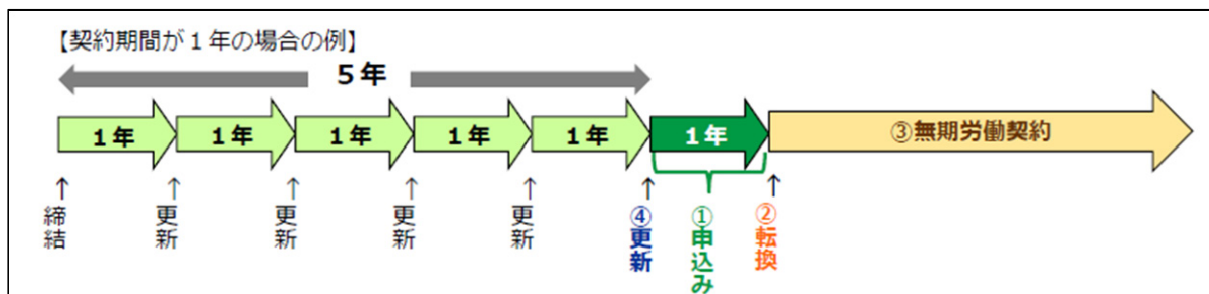 【契約期間が1年の場合の例】
5年
1年
1年
1年
1年
1年
1年
③無期労働契約
↑
締結
↑
更新
↑
更新
↑
更新
↑
更新
↑
④更新
①申込み
↑
②転換